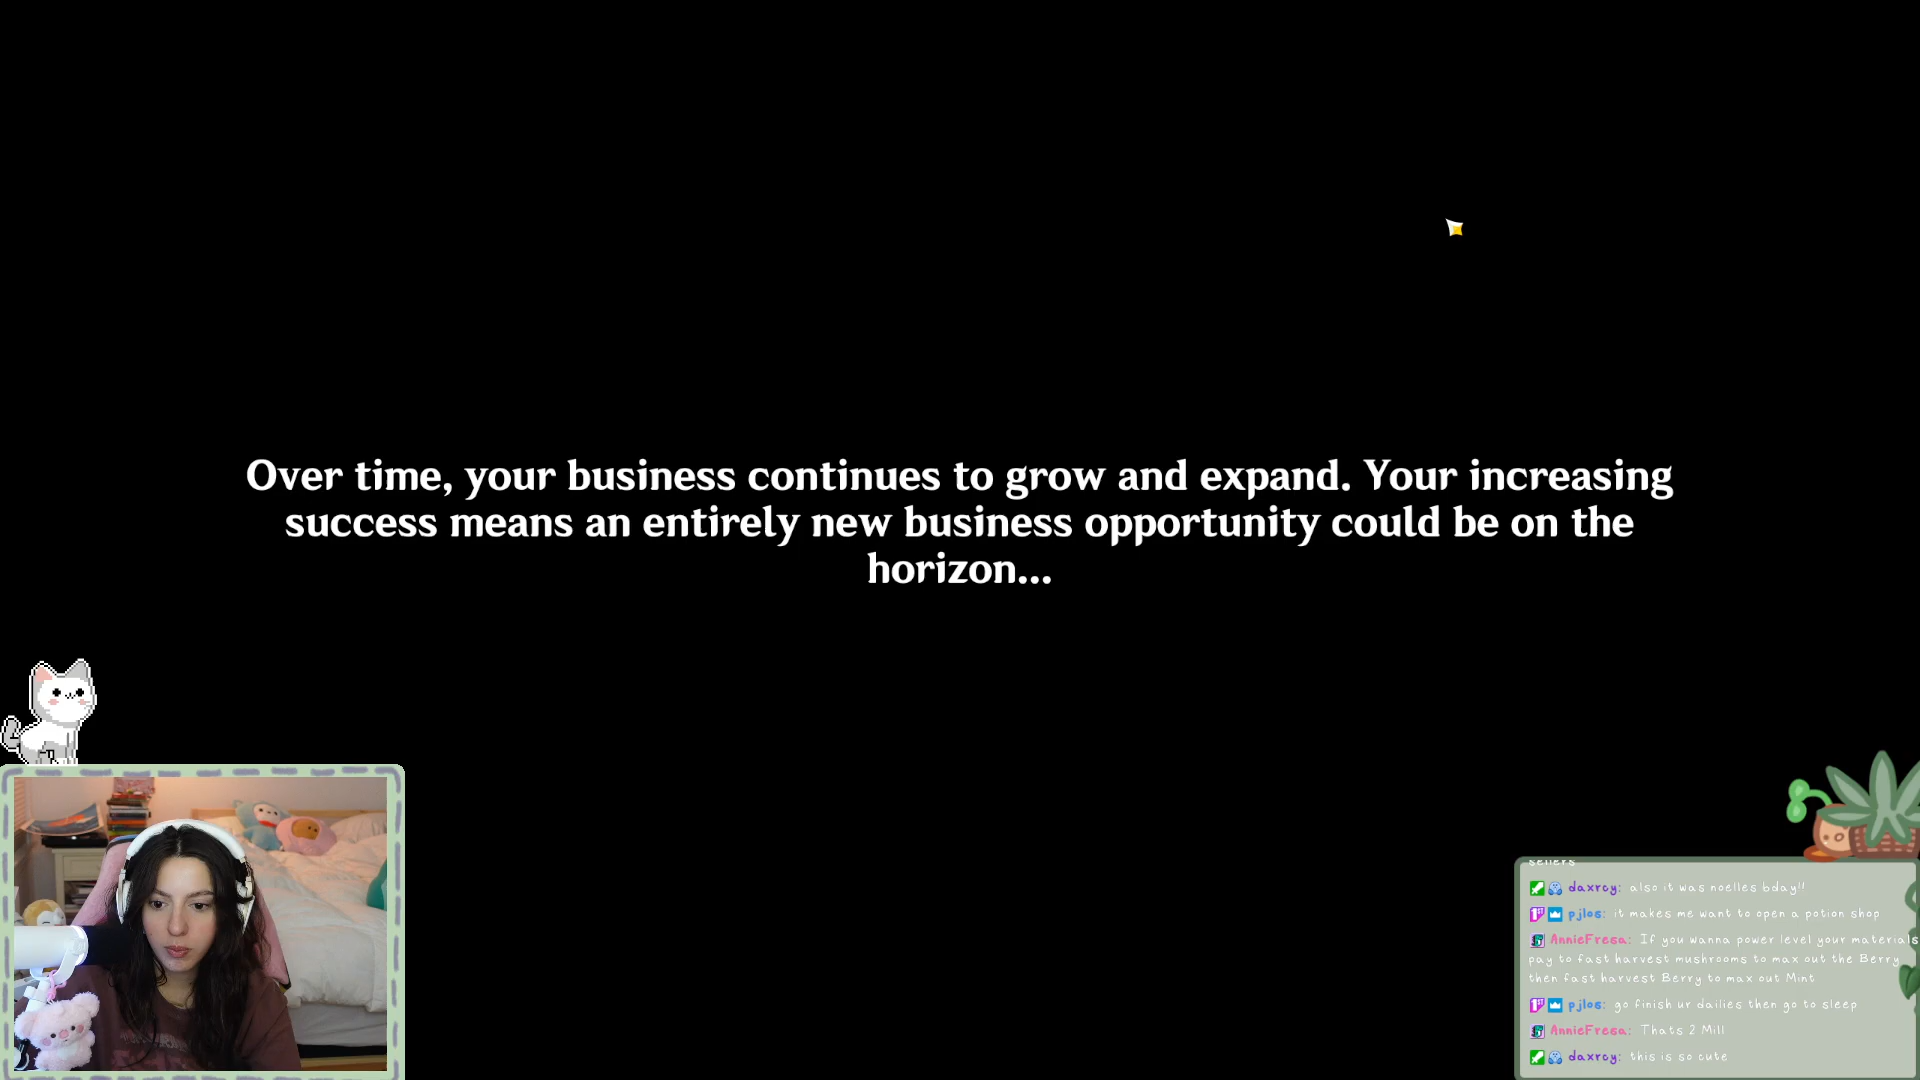 Over time, your business continues to grow and expand. Your increasing
success means an entirely new business opportunity could be on the
horizon...
sellers
daxrcy: also it was noelles bday!!
pjlos: it makes me want to open a potion shop
AnnieFresa: If you wanna power level your materials
pay to fast harvest mushrooms to max out the Berry
then fast harvest Berry to max out Mint
pjlos: go finish ur dailies then go to sleep
AnnieFresa: Thats 2 Mill
daxrcy: this is so cute